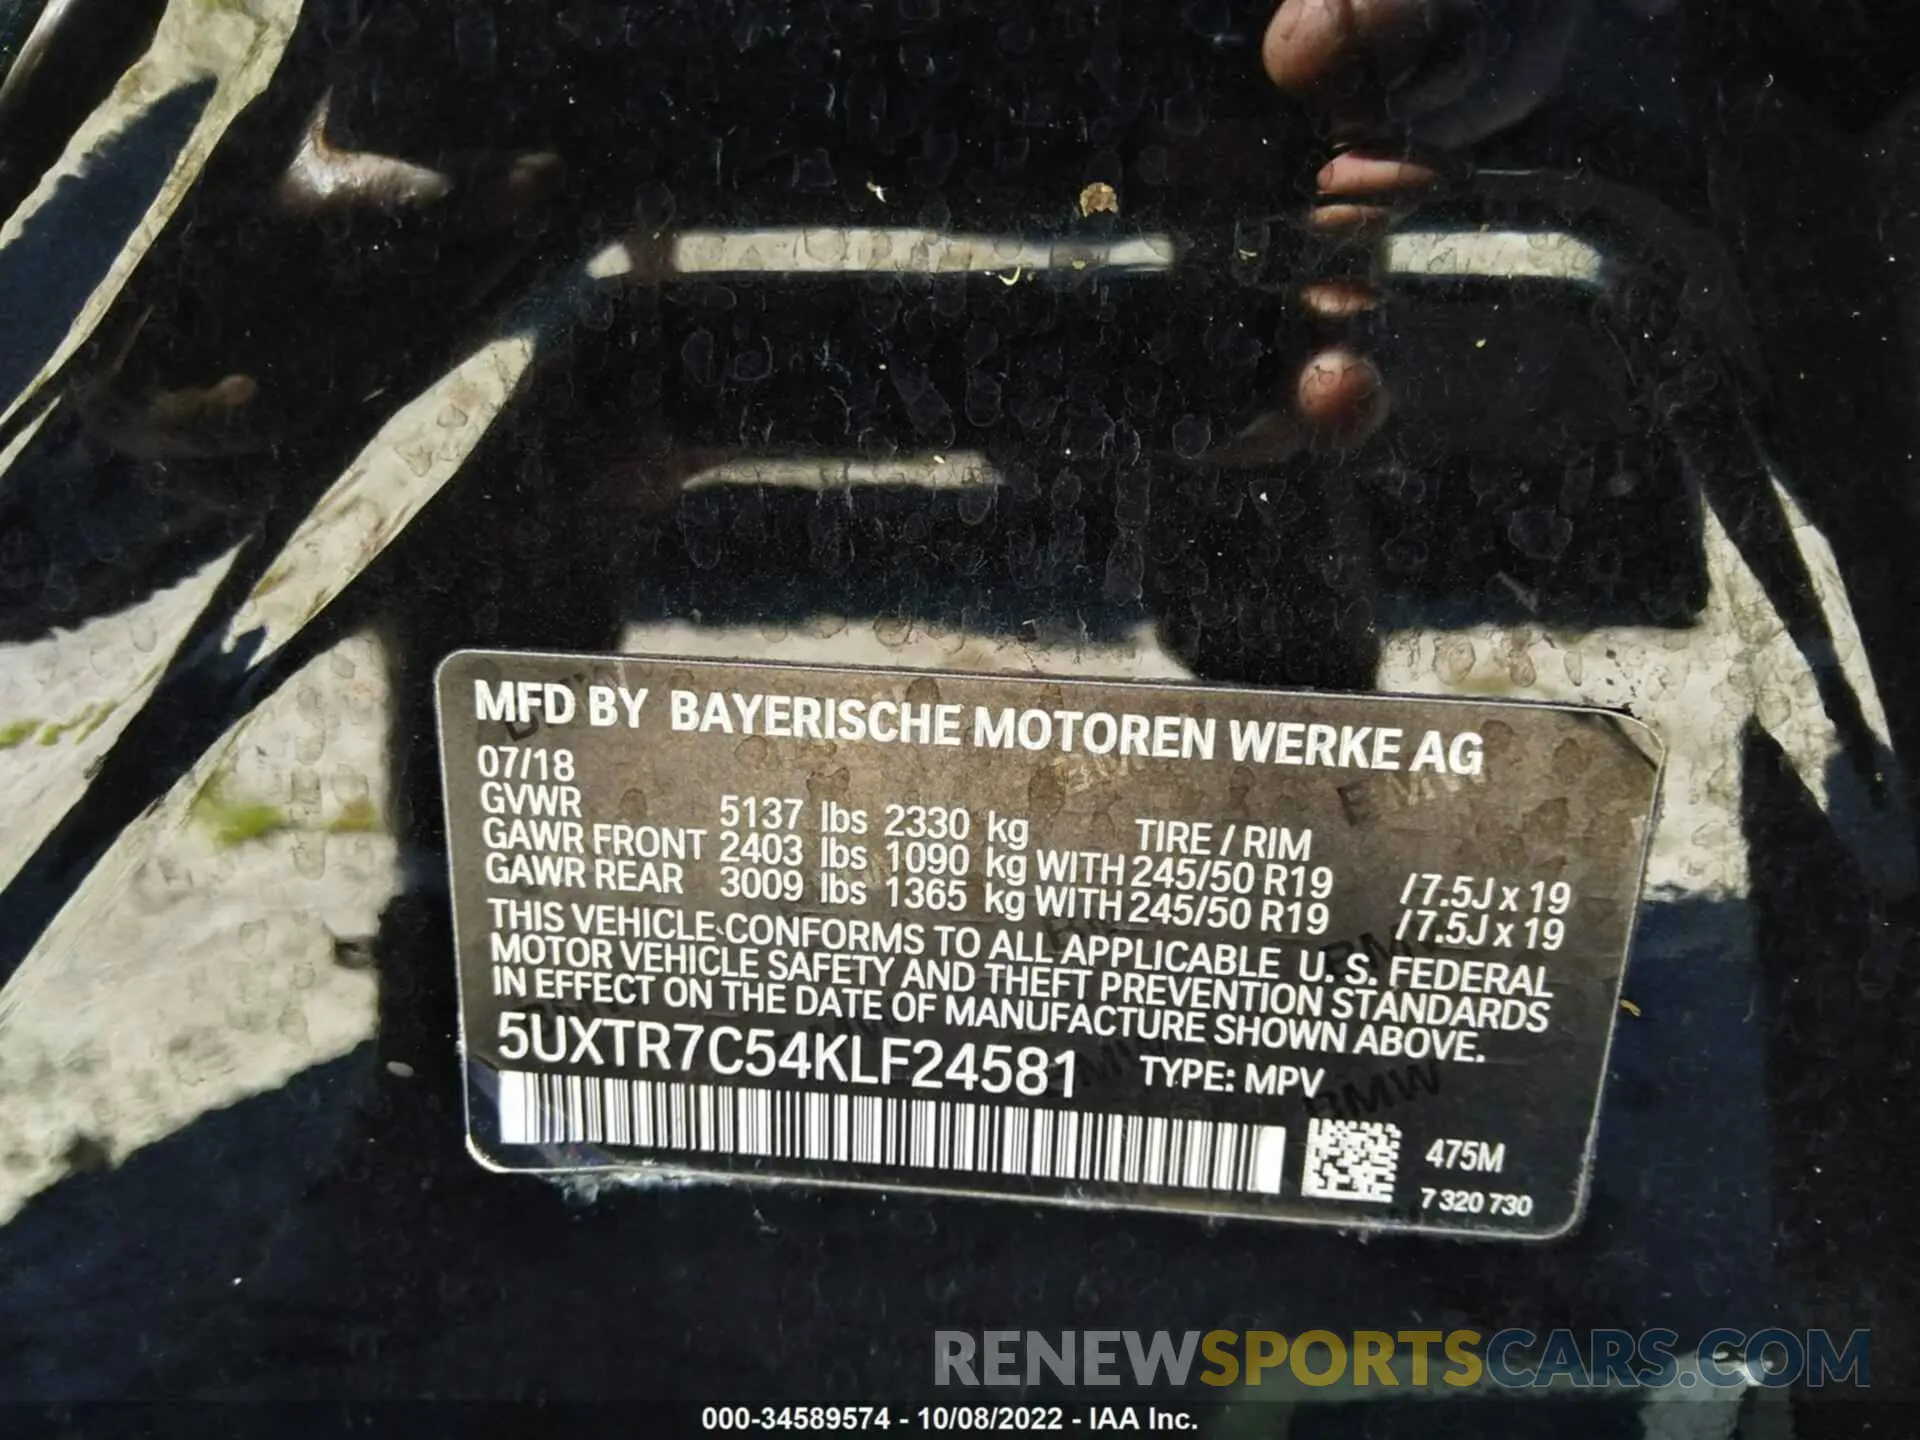 MFD BY BAYERISCHE MOTOREN WERKE AG
07/18
GVWR 5137 lbs 2330 kg TIRE / RIM
GAWR FRONT 2403 lbs 1090 kg WITH 245/50 R19 /7.5J x 19
GAWR REAR 3009 lbs 1365 kg WITH 245/50 R19 /7.5J x 19
THIS VEHICLE CONFORMS TO ALL APPLICABLE U. S. FEDERAL
MOTOR VEHICLE SAFETY AND THEFT PREVENTION STANDARDS
IN EFFECT ON THE DATE OF MANUFACTURE SHOWN ABOVE.
5UXTR7C54KLF24581 TYPE: MPV
475M
7 320 730
RENEWSPORTSCARS.COM
000-34589574 - 10/08/2022 - IAA Inc.